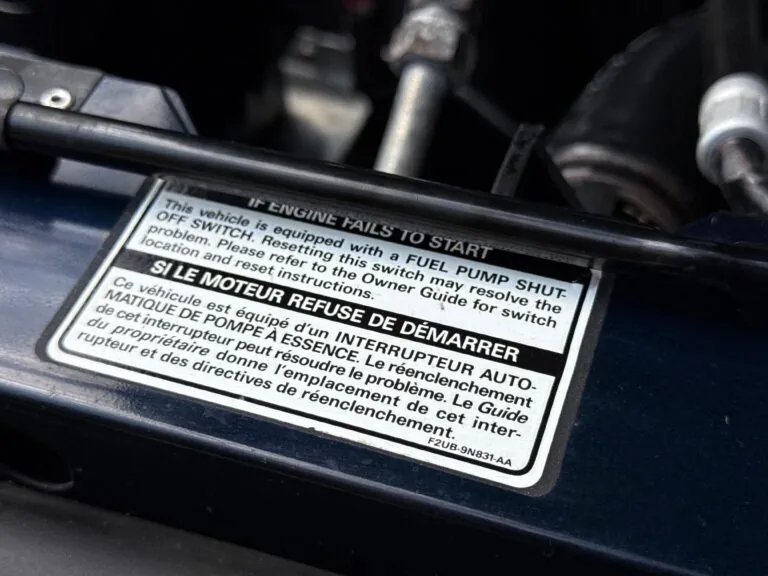 IF ENGINE FAILS TO START
This vehicle is equipped with a FUEL PUMP SHUT-
OFF SWITCH. Resetting this switch may resolve the
problem. Please refer to the Owner Guide for switch
location and reset instructions.
SI LE MOTEUR REFUSE DE DÉMARRER
Ce véhicule est équipé d'un INTERRUPTEUR AUTO-
MATIQUE DE POMPE À ESSENCE. Le réenclenchement
de cet interrupteur peut résoudre le problème. Le Guide
du propriétaire donne l'emplacement de cet inter-
rupteur et des directives de réenclenchement.
F2UB-9N831-AA